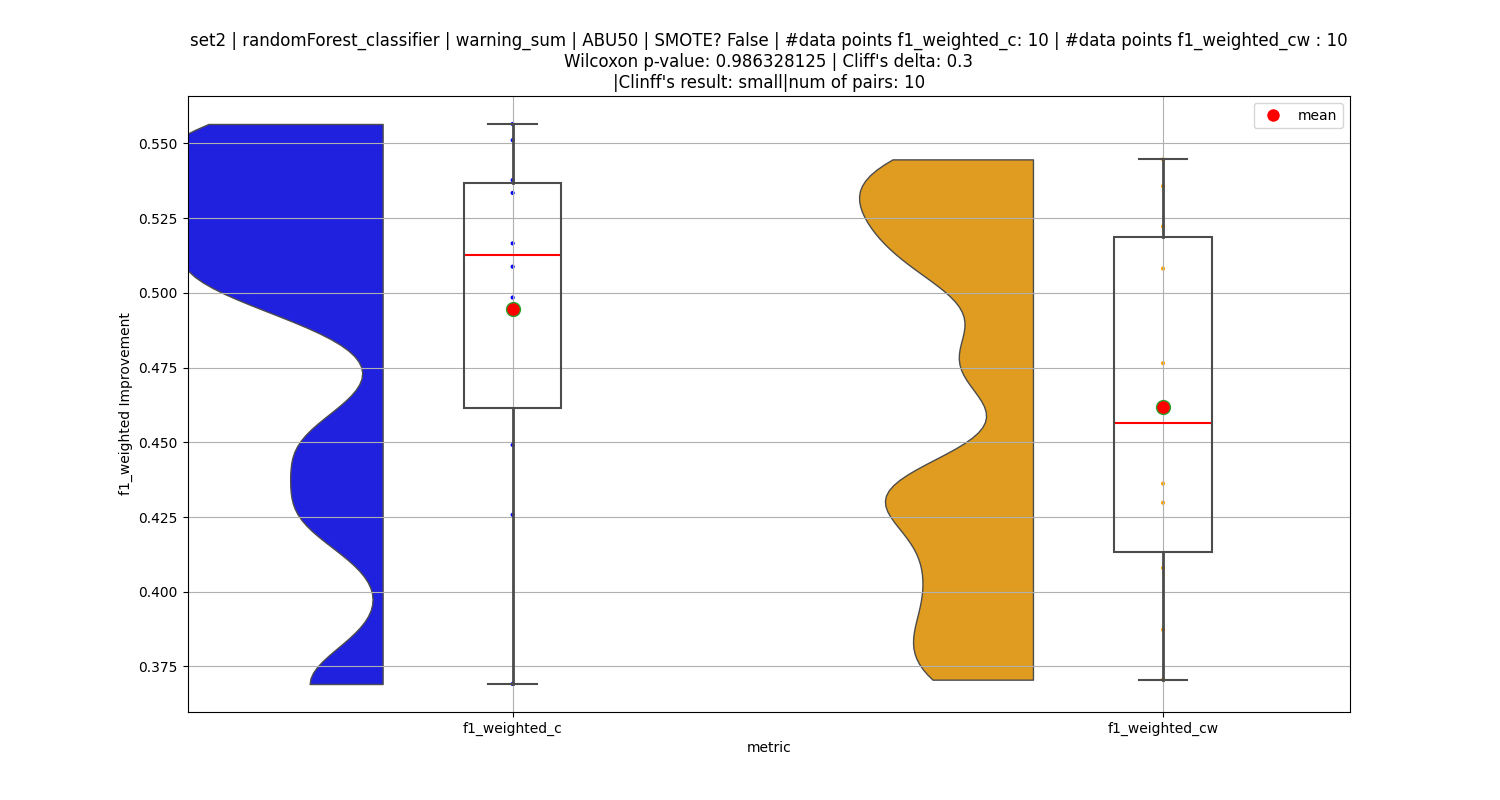 set2 | randomForest_classifier | warning_sum | ABU50 | SMOTE? False | #data points f1_weighted_c: 10 | #data points f1_weighted_cw : 10
Wilcoxon p-value: 0.986328125 | Cliff's delta: 0.3
|Clinff's result: small|num of pairs: 10
mean
0.550
0.525
0.500
0.475
0.450
0.425
0.400
0.375
f1_weighted Improvement
f1_weighted_c
f1_weighted_cw
metric